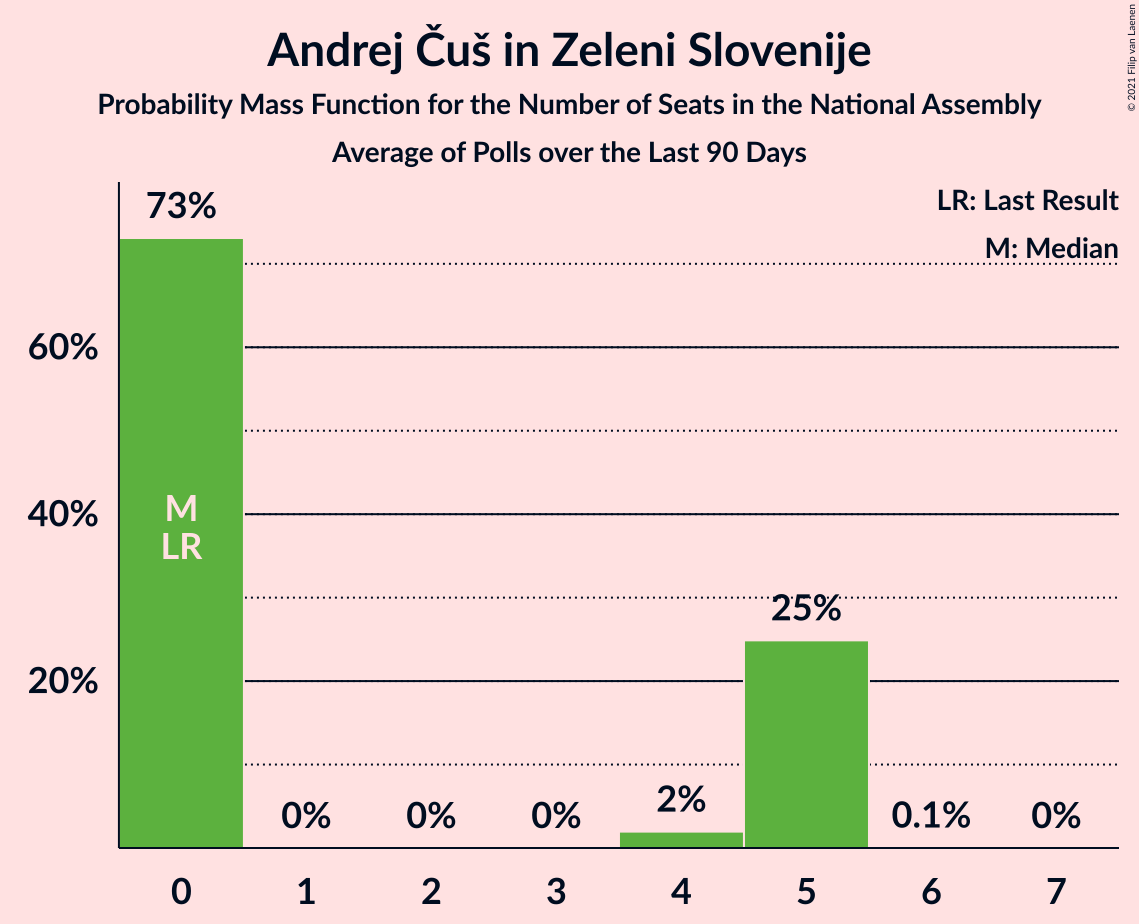 Andrej Čuš in Zeleni Slovenije
Probability Mass Function for the Number of Seats in the National Assembly
Average of Polls over the Last 90 Days
© 2021 Filip van Laenen
LR: Last Result
M: Median
73%
60%
40%
20%
M
LR
0%
0%
0%
2%
25%
0.1%
0%
0
1
2
3
4
5
6
7